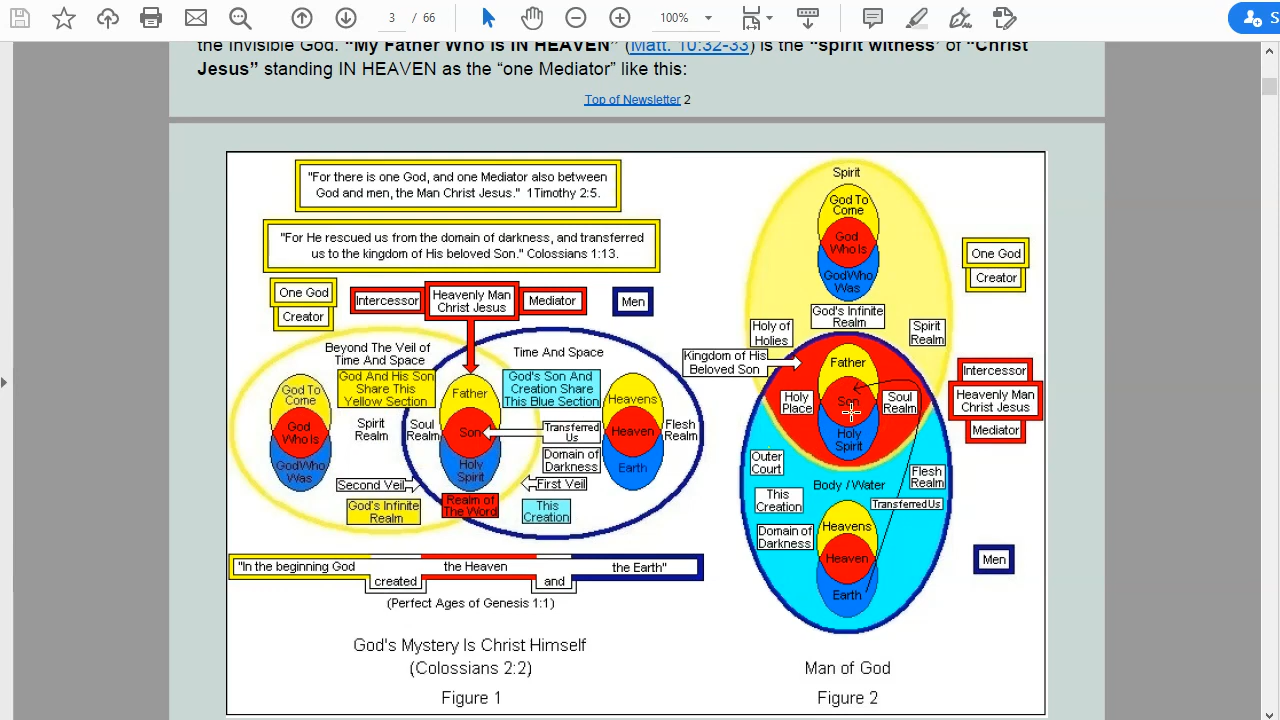 3 / 66
100%
S
the Invisible God. "My Father Who Is IN HEAVEN" (Matt. 10:32-33) is the "spirit witness' of "Christ
Jesus" standing IN HEAVEN as the "one Mediator" like this:
Top of Newsletter 2
"For there is one God, and one Mediator also between
God and men, the Man Christ Jesus." 1Timothy 2:5.
"For He rescued us from the domain of darkness, and transferred
us to the kingdom of His beloved Son." Colossians 1:13.
One God
Creator
Intercessor
Heavenly Man
Christ Jesus
Mediator
Men
Beyond The Veil of
Time And Space
Time And Space
God And His Son
Share This
Yellow Section
God's Son And
Creation Share
This Blue Section
God To
Come
God
Who Is
God Who
Was
Spirit
Realm
Soul
Realm
Father
Son
Holy
Spirit
Transferred
Us
Domain of
Darkness
Heavens
Heaven
Earth
Flesh
Realm
Second Veil
First Veil
God's Infinite
Realm
Realm of
The Word
This
Creation
"In the beginning God
created
the Heaven
and
the Earth"
(Perfect Ages of Genesis 1:1)
God's Mystery Is Christ Himself
(Colossians 2:2)
Figure 1
Spirit
God To
Come
God
Who Is
God Who
Was
God's Infinite
Realm
Holy of
Holies
Spirit
Realm
One God
Creator
Kingdom of His
Beloved Son
Father
Son
Holy
Spirit
Holy
Place
Soul
Realm
Intercessor
Heavenly Man
Christ Jesus
Mediator
Outer
Court
Body / Water
Flesh
Realm
This
Creation
Transferred Us
Domain of
Darkness
Heavens
Heaven
Earth
Men
Man of God
Figure 2